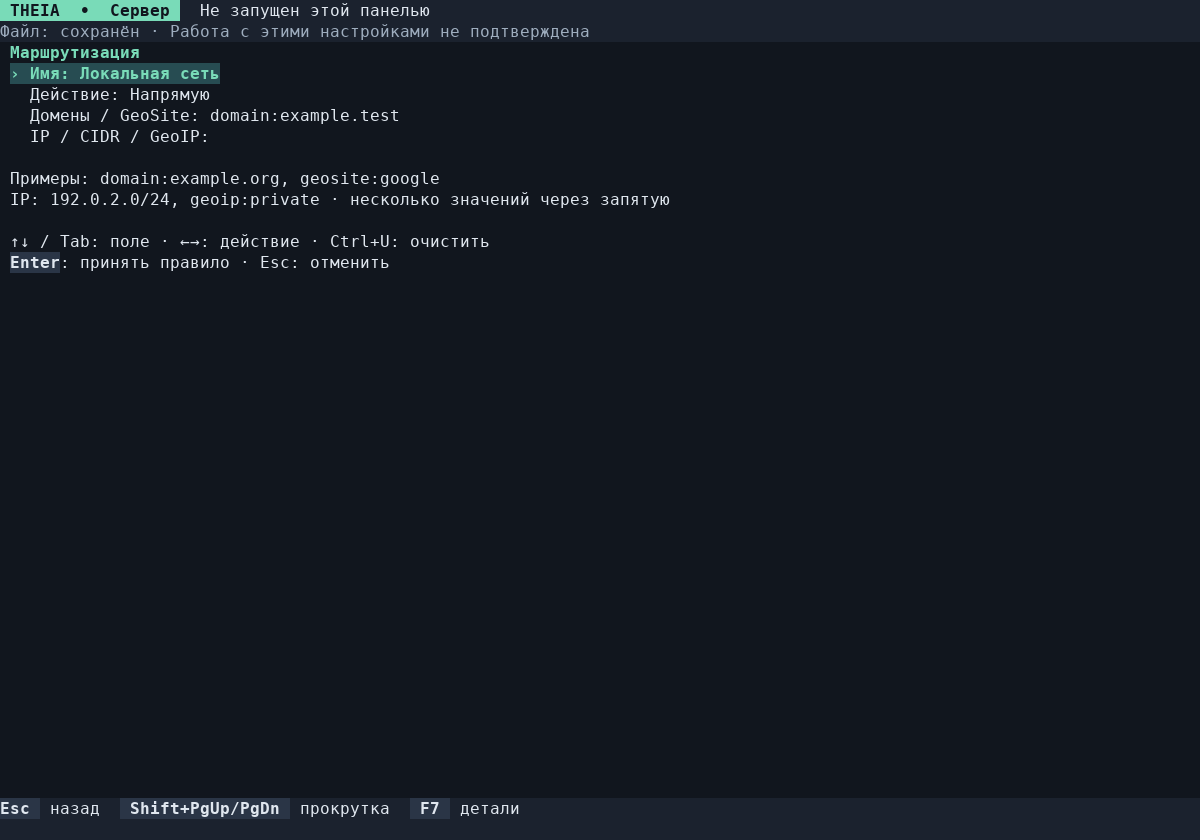 THEIA • Сервер Не запущен этой панелью
Файл: сохранён · Работа с этими настройками не подтверждена
Маршрутизация
› Имя: Локальная сеть
Действие: Напрямую
Домены / GeoSite: domain:example.test
IP / CIDR / GeoIP:
Примеры: domain:example.org, geosite:google
IP: 192.0.2.0/24, geoip:private · несколько значений через запятую
↑↓ / Tab: поле · ←→: действие · Ctrl+U: очистить
Enter: принять правило · Esc: отменить
Esc назад Shift+PgUp/PgDn прокрутка F7 детали